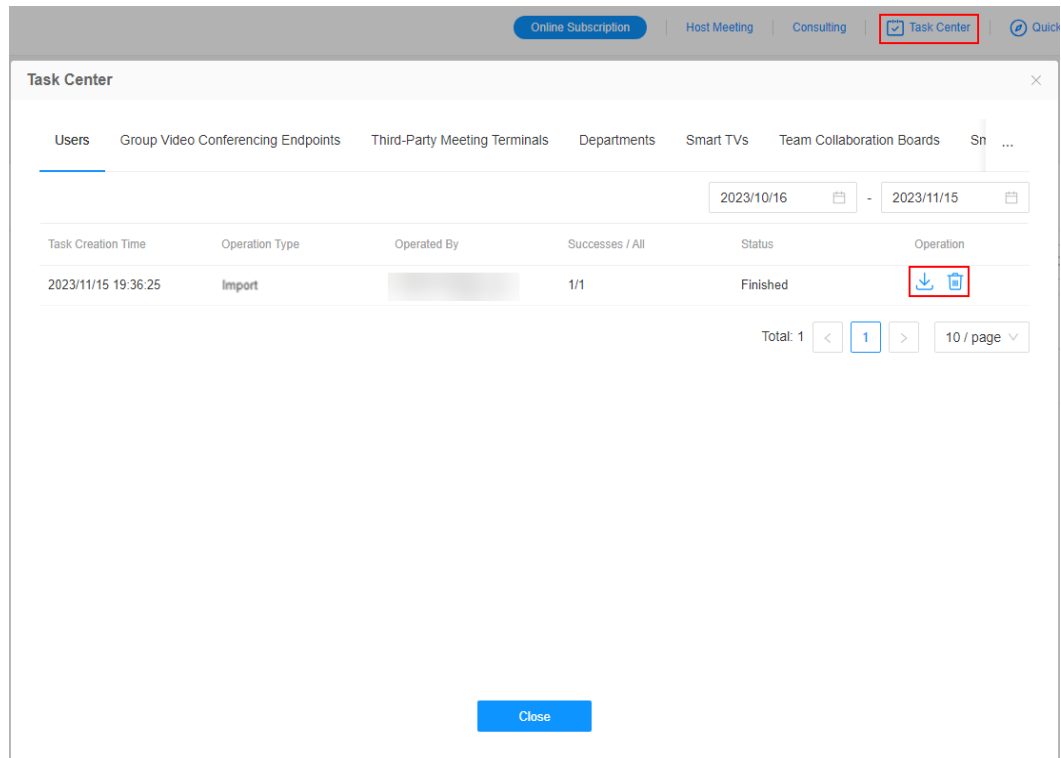 Online Subscription Host Meeting Consulting Task Center Quick
Task Center
Users Group Video Conferencing Endpoints Third-Party Meeting Terminals Departments Smart TVs Team Collaboration Boards Sm ...
2023/10/16 - 2023/11/15
Task Creation Time Operation Type Operated By Successes / All Status Operation
2023/11/15 19:36:25 Import 1/1 Finished
Total: 1 < 1 > 10 / page
Close